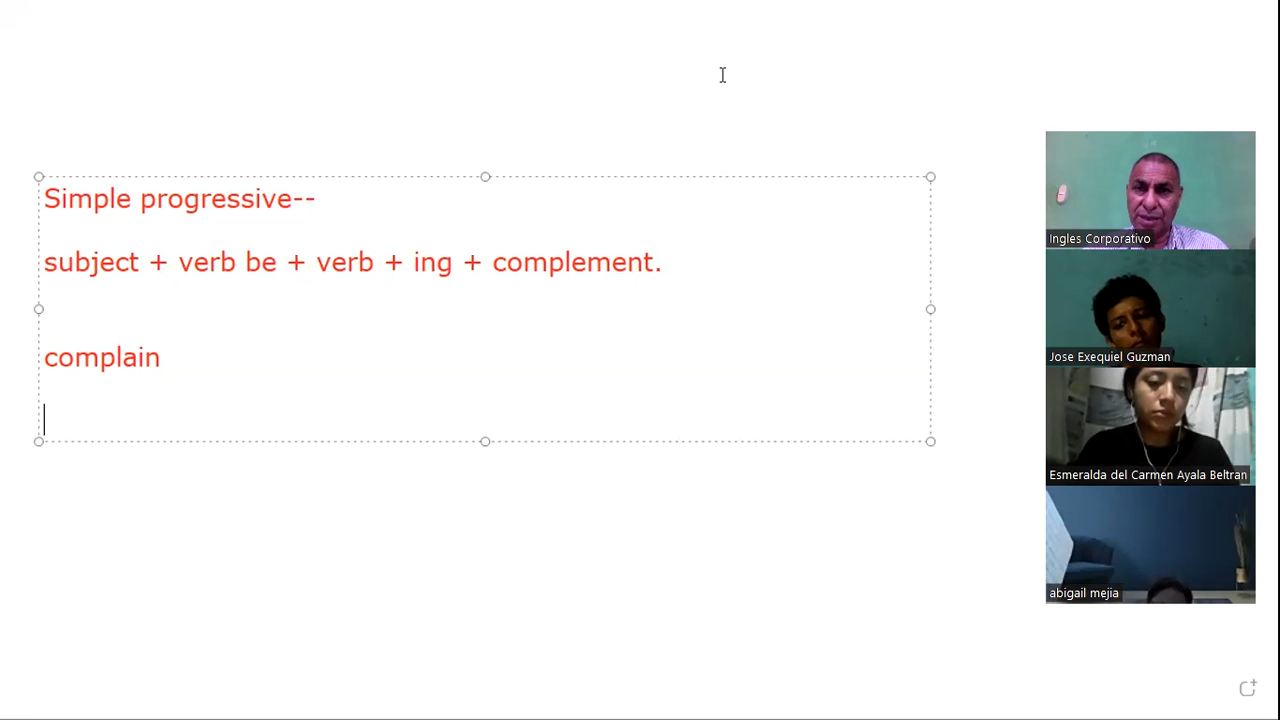 Simple progressive--
subject + verb be + verb + ing + complement.
complain
Ingles Corporativo
Jose Exequiel Guzman
Esmeralda del Carmen Ayala Beltran
abigail mejia